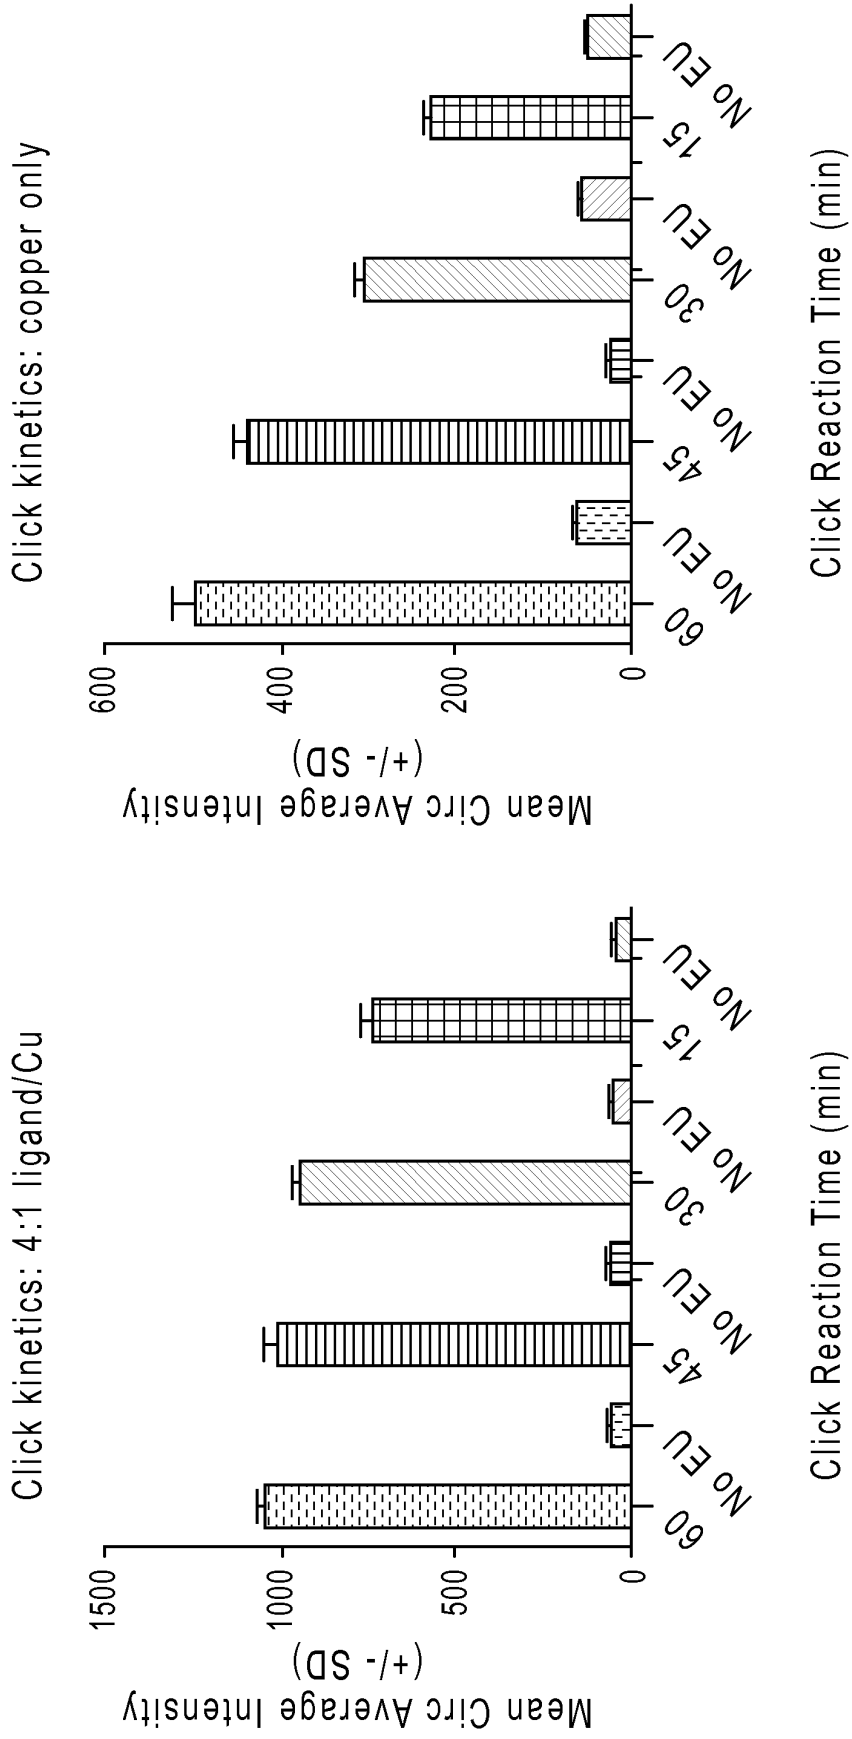 Click kinetics: 4:1 ligand/Cu
Mean Circ Average Intensity
(+/- SD)
1500
1000
500
0
60
No EU
45
No EU
30
No EU
15
No EU
Click Reaction Time (min)
Click kinetics: copper only
Mean Circ Average Intensity
(+/- SD)
600
400
200
0
60
No EU
45
No EU
30
No EU
15
No EU
Click Reaction Time (min)